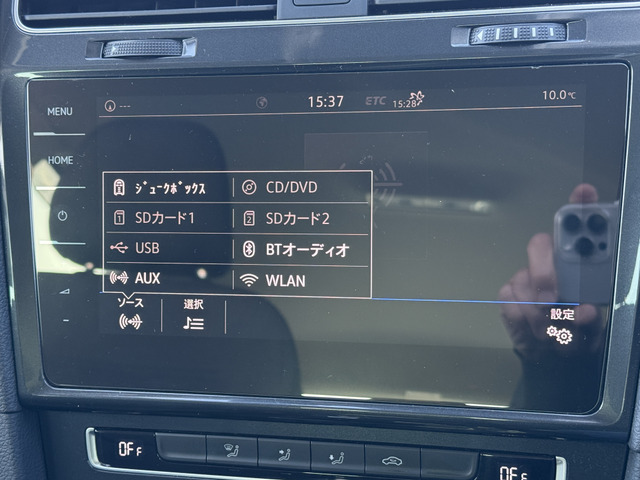 --- 15:37 ETC 15:28 10.0℃
MENU
HOME
ｼﾞｭｰｸﾎﾞｯｸｽ CD/DVD
SDカード1 SDカード2
USB BTオーディオ
AUX WLAN
ソース 選択 設定
OFF OFF